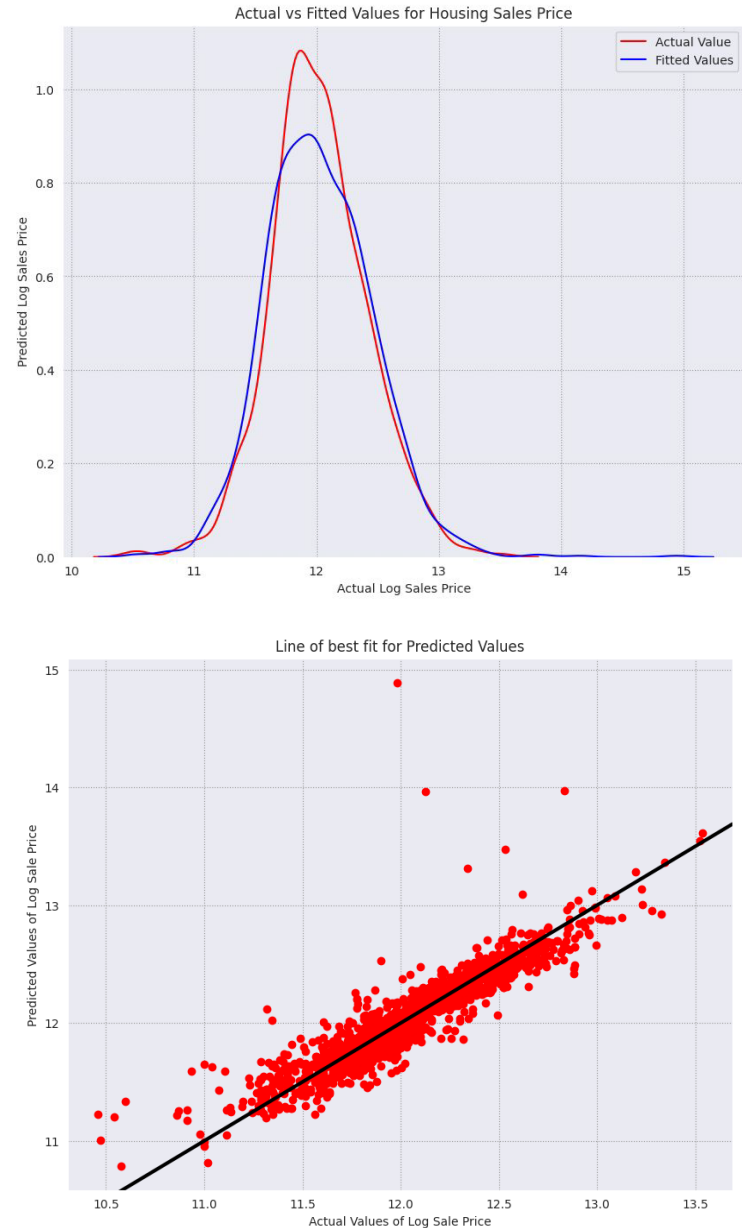 Actual vs Fitted Values for Housing Sales Price
Actual Value
Fitted Values
1.0
0.8
0.6
0.4
0.2
0.0
Predicted Log Sales Price
10 11 12 13 14 15
Actual Log Sales Price
Line of best fit for Predicted Values
15
14
13
12
11
Predicted Values of Log Sale Price
10.5 11.0 11.5 12.0 12.5 13.0 13.5
Actual Values of Log Sale Price